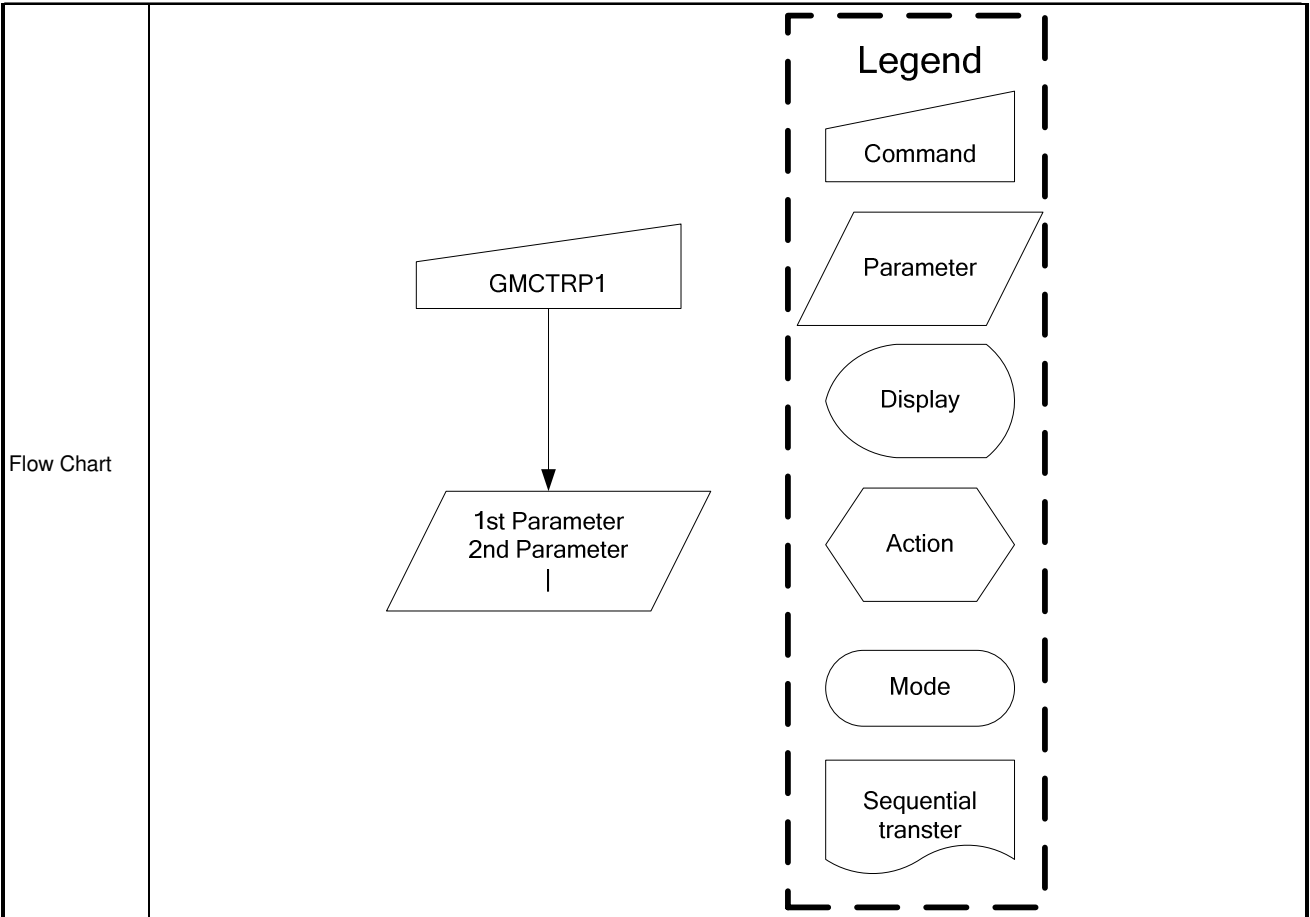 Flow Chart
GMCTRP1
1st Parameter
2nd Parameter
|
Legend
Command
Parameter
Display
Action
Mode
Sequential
transter